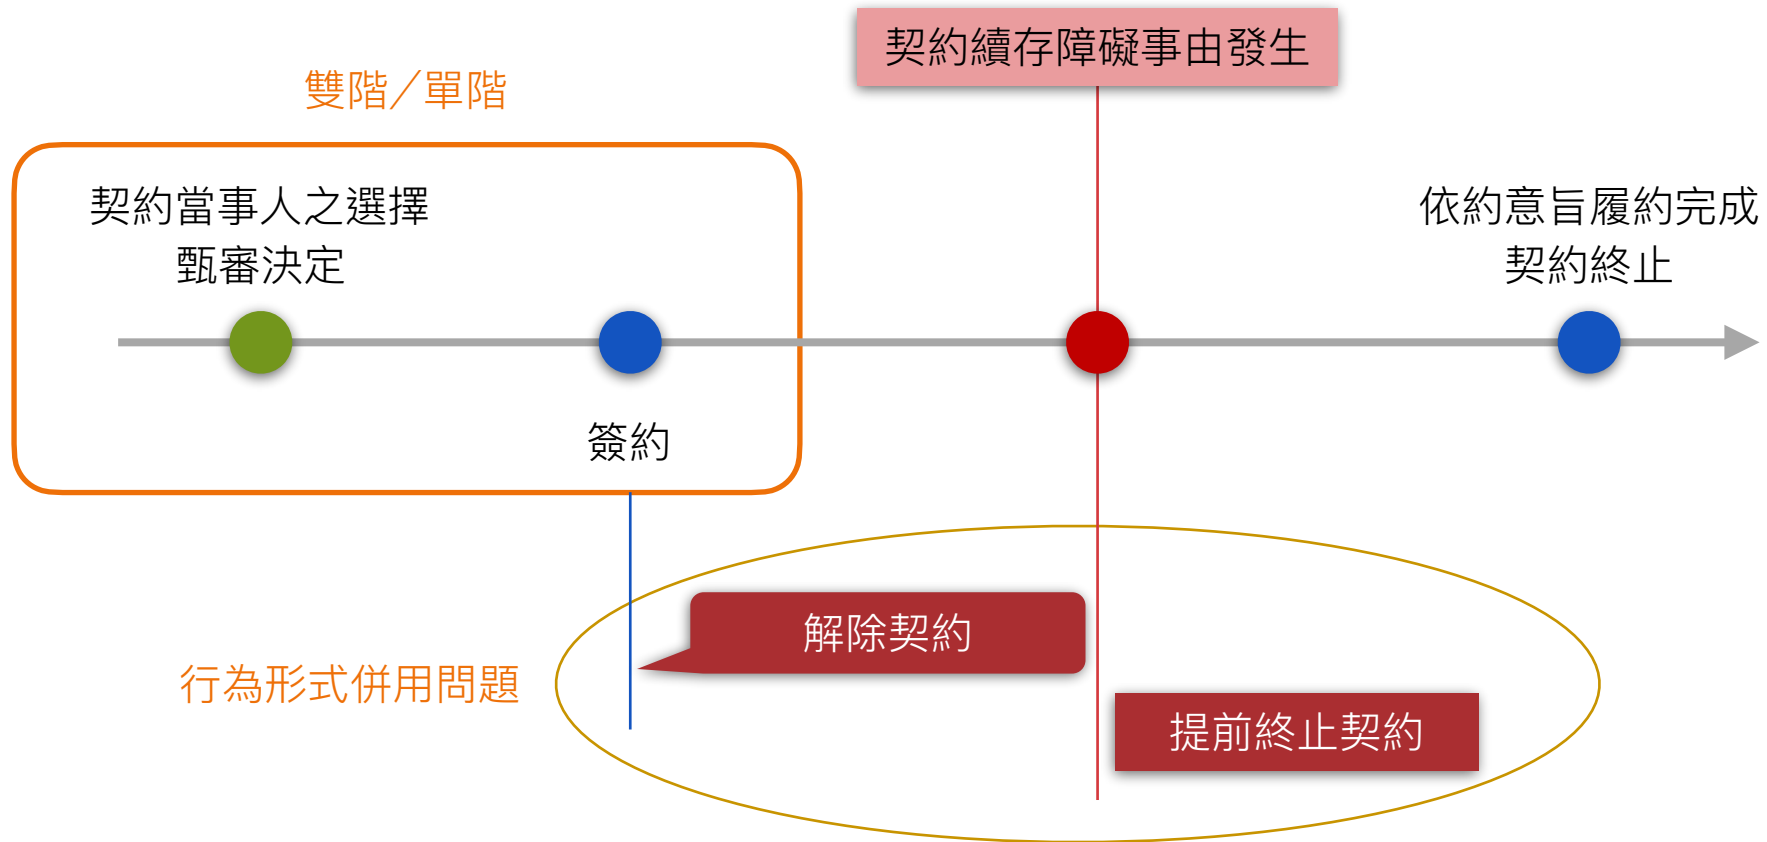 契約續存障礙事由發生
雙階／單階
契約當事人之選擇
甄審決定
依約意旨履約完成
契約終止
簽約
解除契約
行為形式併用問題
提前終止契約